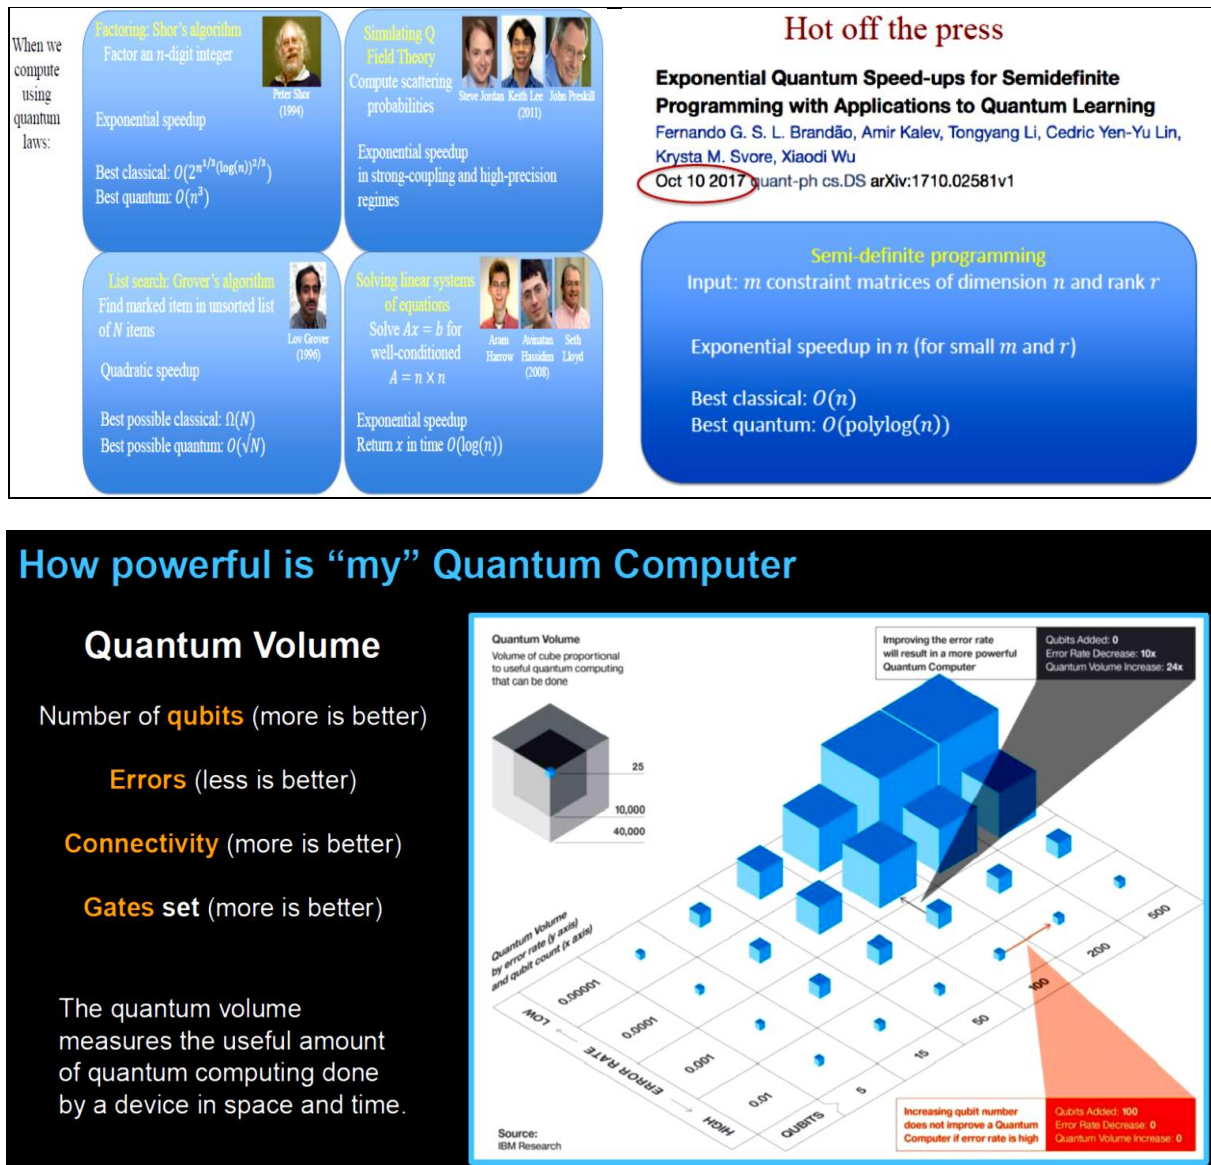 When we
compute
using
quantum
laws:
Factoring: Shor's algorithm
Factor an n-digit integer
Peter Shor
(1994)
Exponential speedup
Best classical: O(2^{n^{1/3}(log(n))^{2/3}})
Best quantum: O(n³)
Simulating Q
Field Theory
Compute scattering
probabilities
Steve Jordan Keith Lee John Preskill
(2011)
Exponential speedup
in strong-coupling and high-precision
regimes
List search: Grover's algorithm
Find marked item in unsorted list
of N items
Lov Grover
(1996)
Quadratic speedup
Best possible classical: Ω(N)
Best possible quantum: O(√N)
Solving linear systems
of equations
Solve Ax = b for
well-conditioned
A = n × n
Aram Avinatan Seth
Harrow Hassidim Lloyd
(2008)
Exponential speedup
Return x in time O(log(n))
Hot off the press
Exponential Quantum Speed-ups for Semidefinite
Programming with Applications to Quantum Learning
Fernando G. S. L. Brandão, Amir Kalev, Tongyang Li, Cedric Yen-Yu Lin,
Krysta M. Svore, Xiaodi Wu
Oct 10 2017 quant-ph cs.DS arXiv:1710.02581v1
Semi-definite programming
Input: m constraint matrices of dimension n and rank r
Exponential speedup in n (for small m and r)
Best classical: O(n)
Best quantum: O(polylog(n))
How powerful is “my” Quantum Computer
Quantum Volume
Number of qubits (more is better)
Errors (less is better)
Connectivity (more is better)
Gates set (more is better)
The quantum volume
measures the useful amount
of quantum computing done
by a device in space and time.
Quantum Volume
Volume of cube proportional
to useful quantum computing
that can be done
25
10,000
40,000
Improving the error rate
will result in a more powerful
Quantum Computer
Qubits Added: 0
Error Rate Decrease: 10x
Quantum Volume Increase: 24x
Quantum Volume
by error rate (y axis)
and qubit count (x axis)
0.00001
0.0001
0.001
0.01
LOW
ERROR RATE
HIGH
QUBITS
5
15
50
100
200
500
Source:
IBM Research
Increasing qubit number
does not improve a Quantum
Computer if error rate is high
Qubits Added: 100
Error Rate Decrease: 0
Quantum Volume Increase: 0